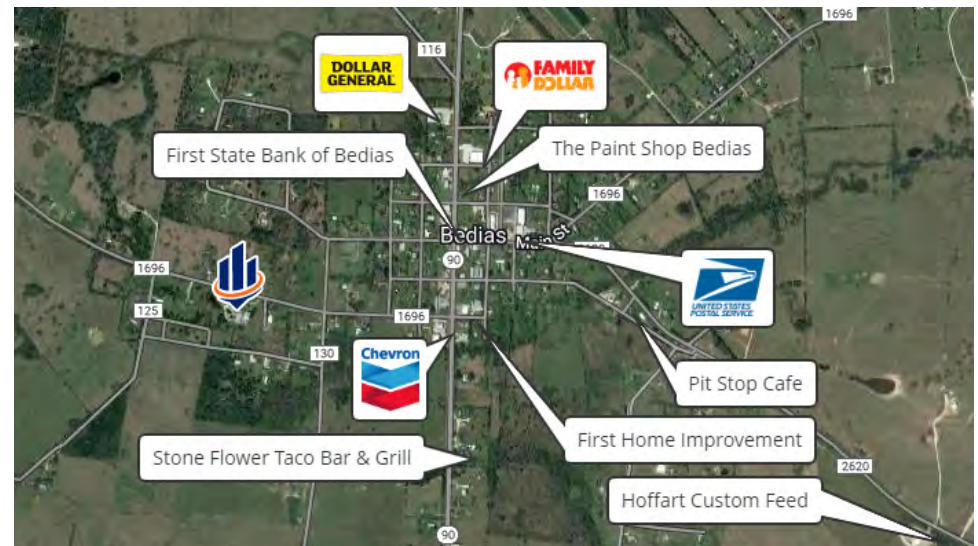 1696
116
DOLLAR
GENERAL
FAMILY
DOLLAR
First State Bank of Bedias
The Paint Shop Bedias
1696
Bedias
Main St
90
1696
UNITED STATES
POSTAL SERVICE
125
1696
130
Chevron
Pit Stop Cafe
First Home Improvement
Stone Flower Taco Bar & Grill
2620
Hoffart Custom Feed
90